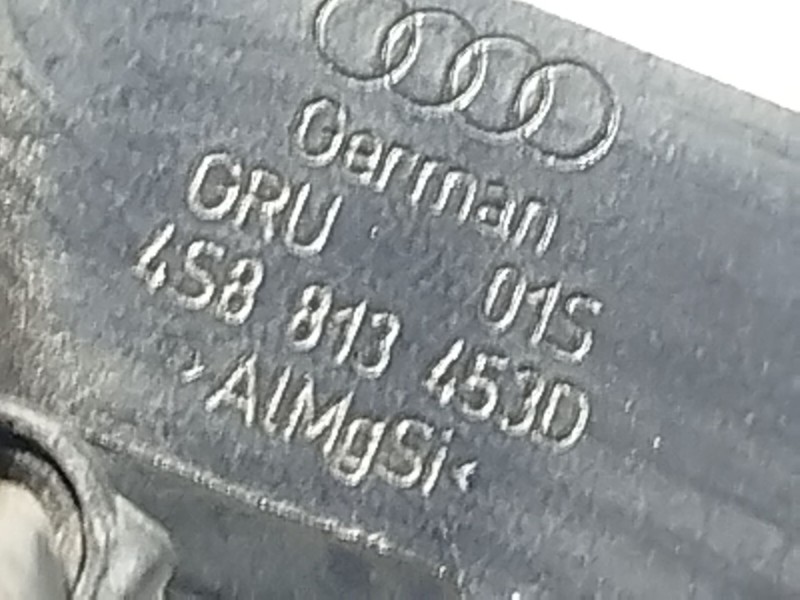 German
GRU 01S
4S8 813 453D
>AlMgSi<